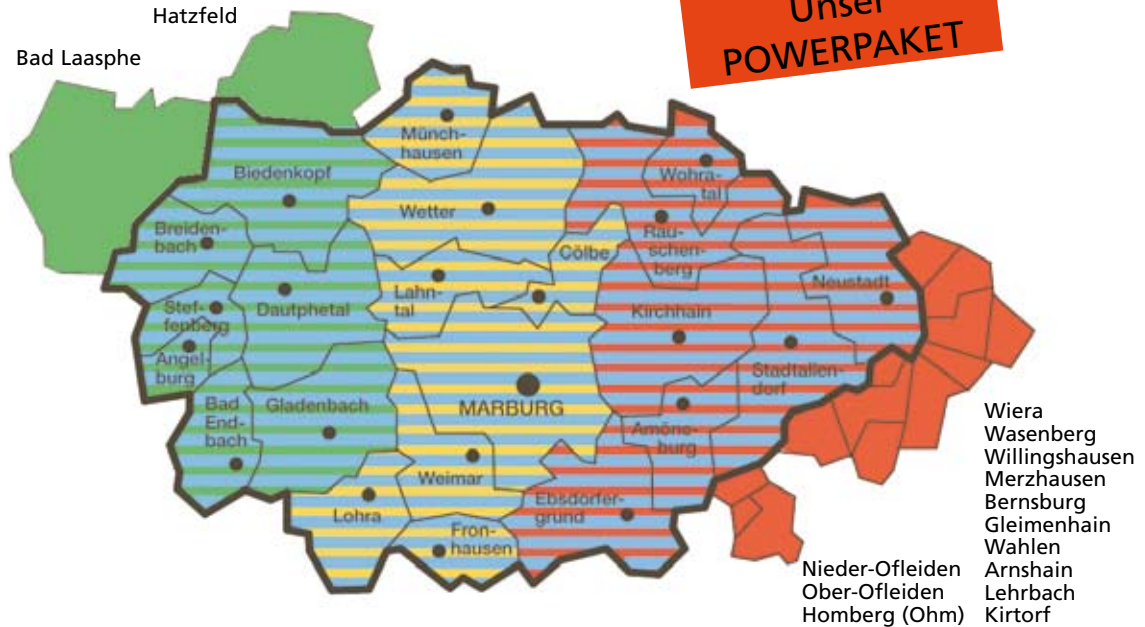 Hatzfeld
Unser
POWERPAKET
Bad Laasphe
Münch-
hausen
Biedenkopf
Wohra-
tal
Wetter
Breiden-
bach
Rau-
schen-
berg
Cölbe
Neustadt
Lahn-
tal
Stef-
fenberg
Dautphetal
Kirchhain
Angel-
burg
Stadtallen-
dorf
Bad
End-
bach
Gladenbach
MARBURG
Amöne-
burg
Weimar
Lohra
Ebsdorfer-
grund
Fron-
hausen
Wiera
Wasenberg
Willingshausen
Merzhausen
Bernsburg
Gleimenhain
Wahlen
Arnshain
Lehrbach
Kirtorf
Nieder-Ofleiden
Ober-Ofleiden
Homberg (Ohm)